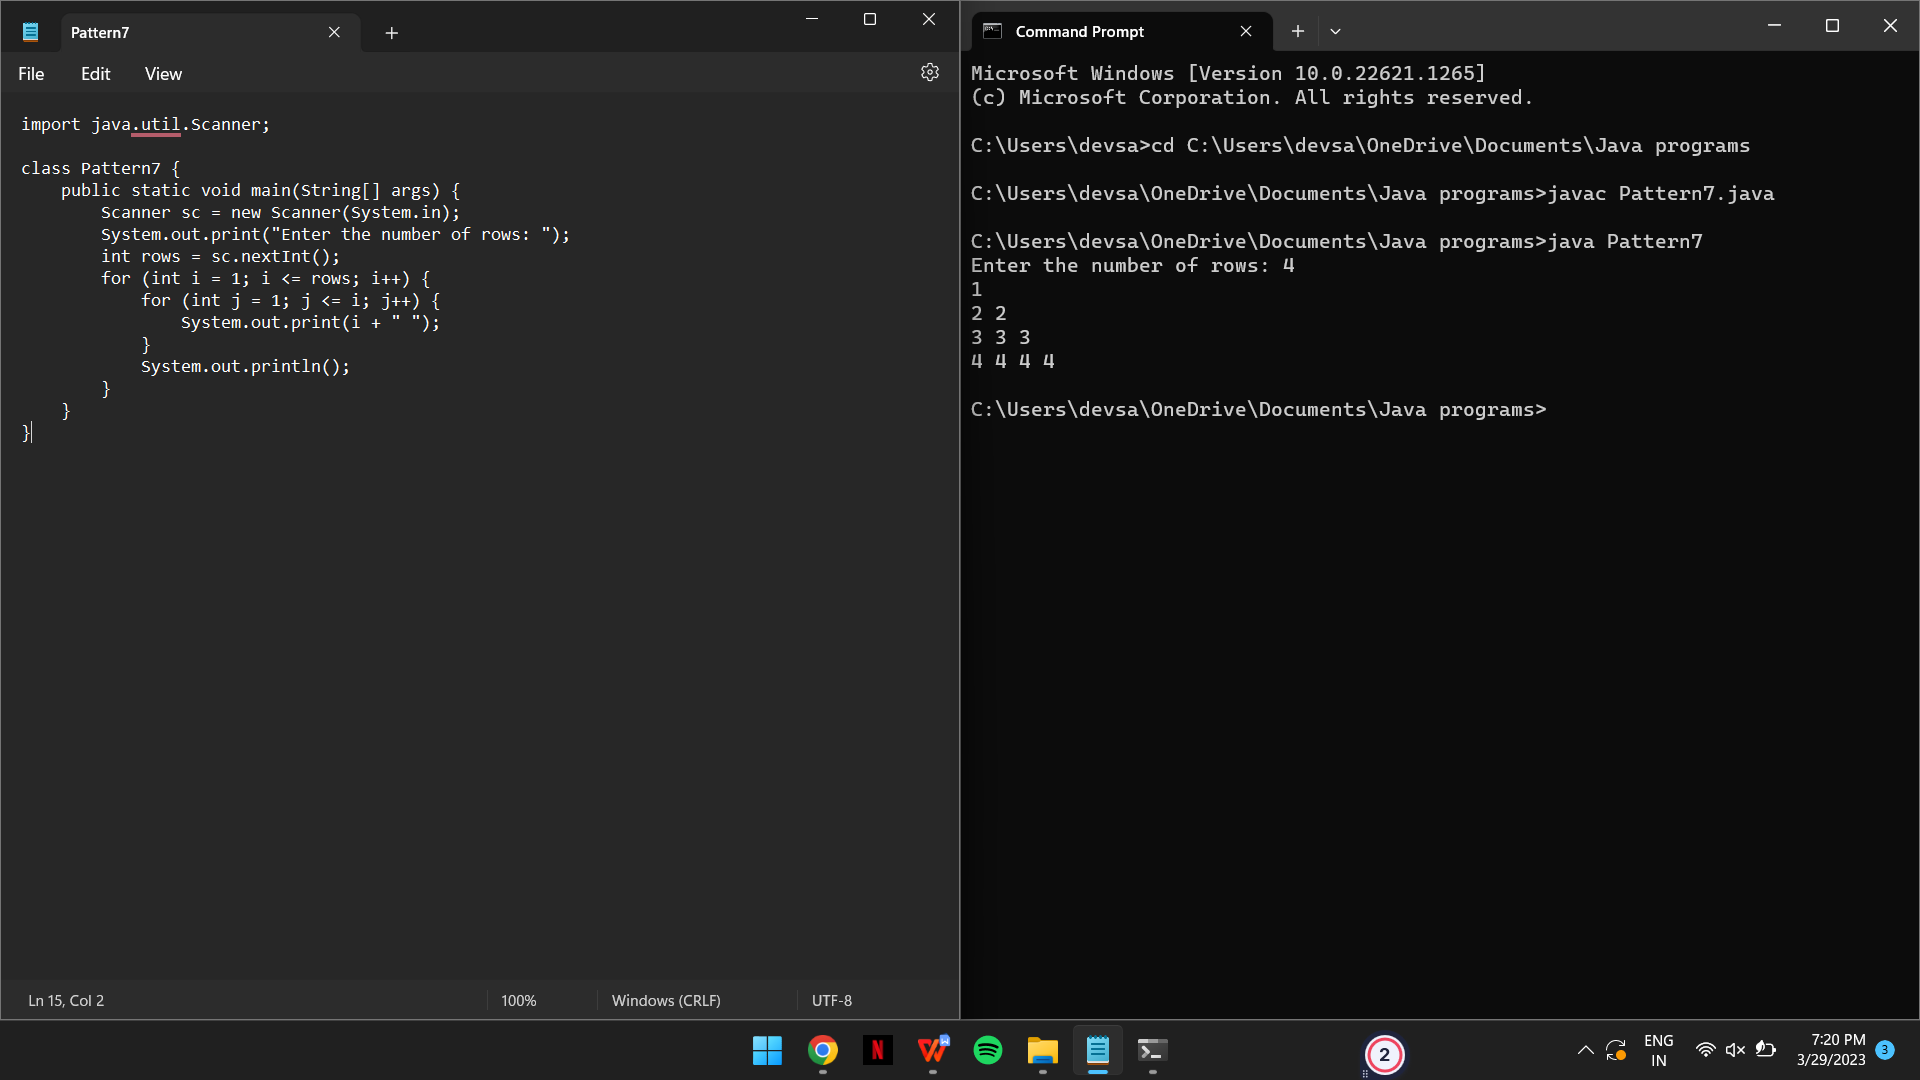 Pattern7
File Edit View
import java.util.Scanner;
class Pattern7 {
public static void main(String[] args) {
Scanner sc = new Scanner(System.in);
System.out.print("Enter the number of rows: ");
int rows = sc.nextInt();
for (int i = 1; i <= rows; i++) {
for (int j = 1; j <= i; j++) {
System.out.print(i + " ");
}
System.out.println();
}
}
}
Ln 15, Col 2 100% Windows (CRLF) UTF-8
Command Prompt
Microsoft Windows [Version 10.0.22621.1265]
(c) Microsoft Corporation. All rights reserved.
C:\Users\devsa>cd C:\Users\devsa\OneDrive\Documents\Java programs
C:\Users\devsa\OneDrive\Documents\Java programs>javac Pattern7.java
C:\Users\devsa\OneDrive\Documents\Java programs>java Pattern7
Enter the number of rows: 4
1
2 2
3 3 3
4 4 4 4
C:\Users\devsa\OneDrive\Documents\Java programs>
N
W
2
ENG
IN
7:20 PM
3/29/2023
3